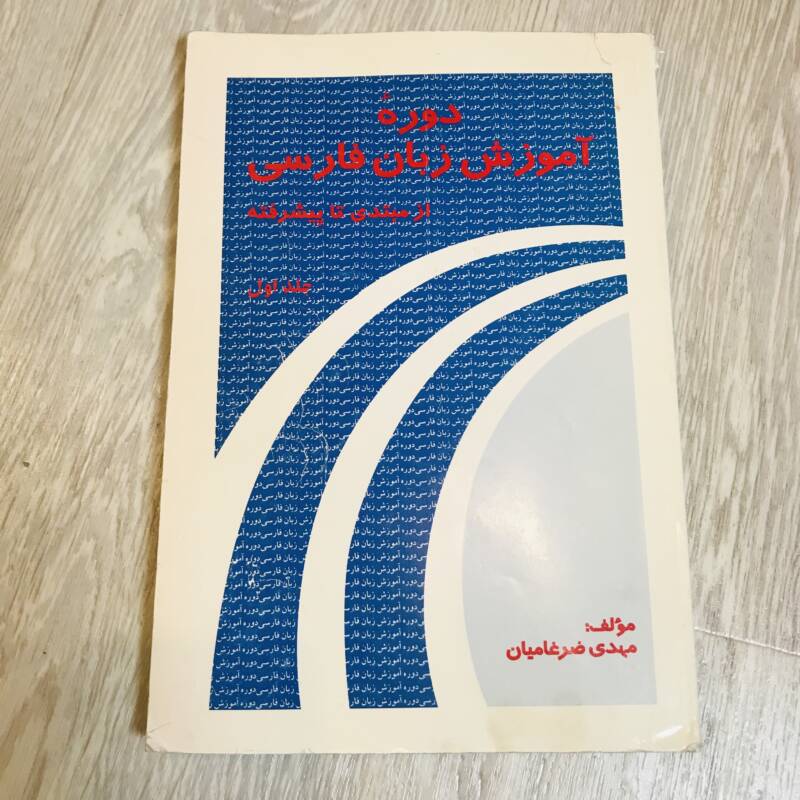 دورهٔ
آموزش زبان فارسی
از مبتدی تا پیشرفته
جلد اول
مؤلف:
مهدی ضرغامیان